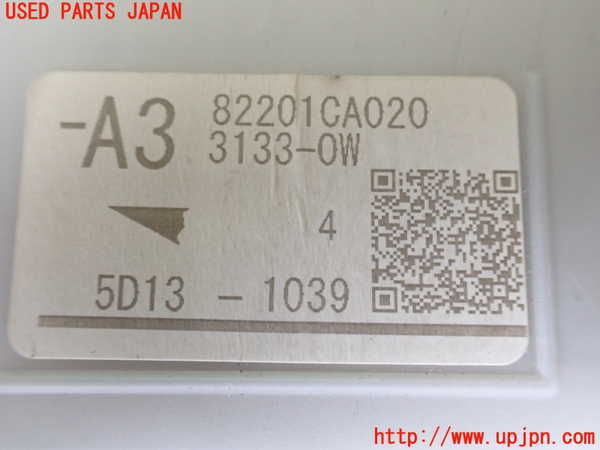 USED PARTS JAPAN
-A3 82201CA020
3133-0W
4
5D13 - 1039
http://www.upjpn.com/